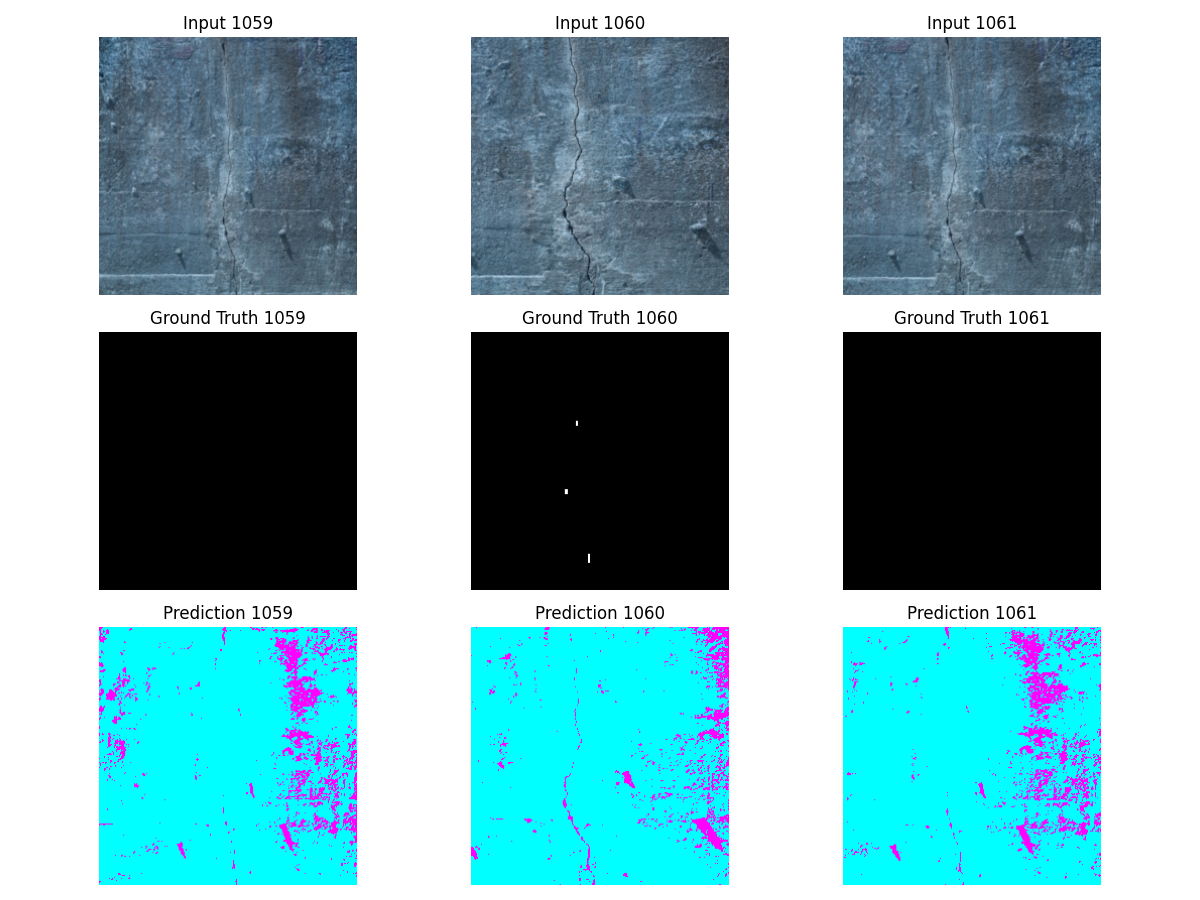 Input 1059
Input 1060
Input 1061
Ground Truth 1059
Ground Truth 1060
Ground Truth 1061
Prediction 1059
Prediction 1060
Prediction 1061